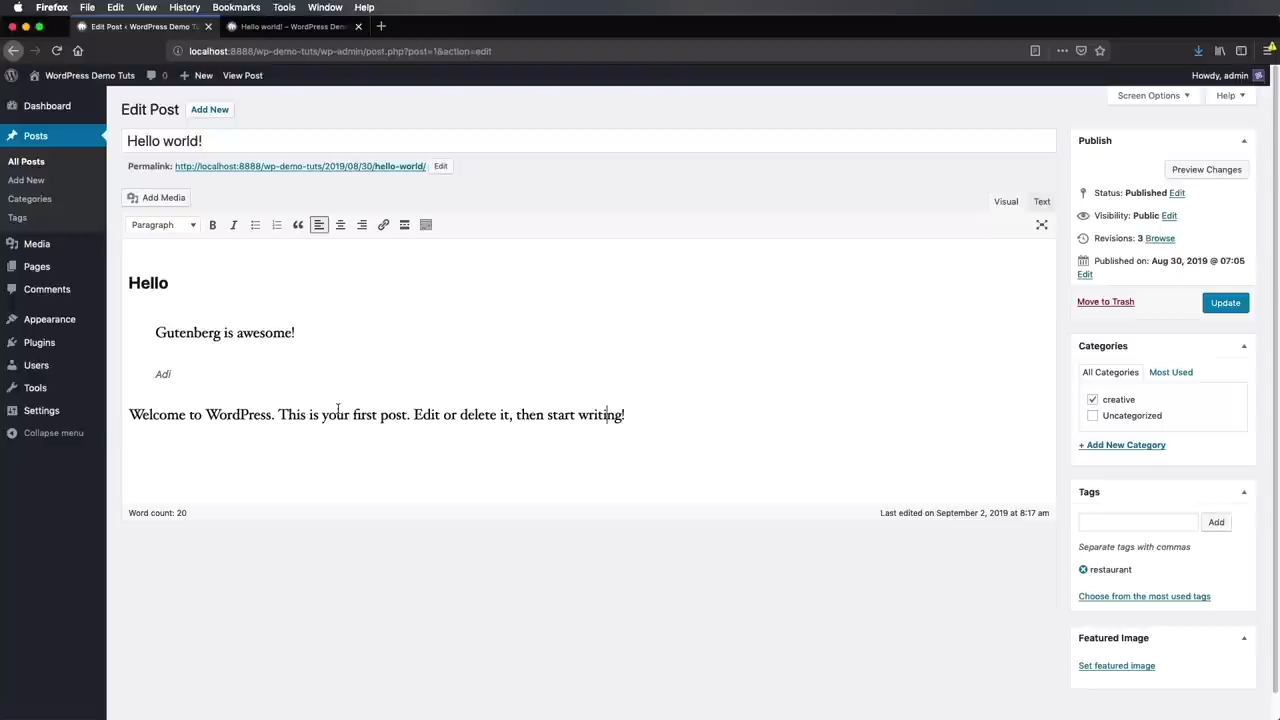 Firefox File Edit View History Bookmarks Tools Window Help
Edit Post ‹ WordPress Demo T
Hello world! – WordPress Dem
localhost:8888/wp-demo-tuts/wp-admin/post.php?post=1&action=edit
WordPress Demo Tuts 0 New View Post Howdy, admin
Screen Options Help
Dashboard
Posts
All Posts
Add New
Categories
Tags
Media
Pages
Comments
Appearance
Plugins
Users
Tools
Settings
Collapse menu
Edit Post Add New
Hello world!
Permalink: http://localhost:8888/wp-demo-tuts/2019/08/30/hello-world/ Edit
Add Media
Visual Text
Paragraph B I
Hello
Gutenberg is awesome!
Adi
Welcome to WordPress. This is your first post. Edit or delete it, then start writing!
Word count: 20 Last edited on September 2, 2019 at 8:17 am
Publish
Preview Changes
Status: Published Edit
Visibility: Public Edit
Revisions: 3 Browse
Published on: Aug 30, 2019 @ 07:05
Edit
Move to Trash Update
Categories
All Categories Most Used
creative
Uncategorized
+ Add New Category
Tags
Add
Separate tags with commas
restaurant
Choose from the most used tags
Featured Image
Set featured image